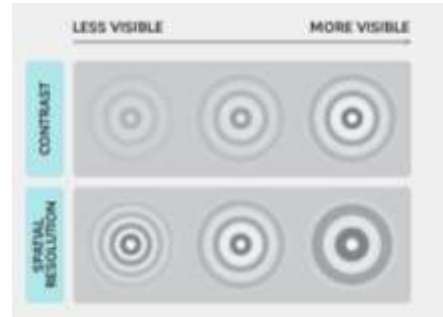 LESS VISIBLE MORE VISIBLE
CONTRAST
SPATIAL
RESOLUTION